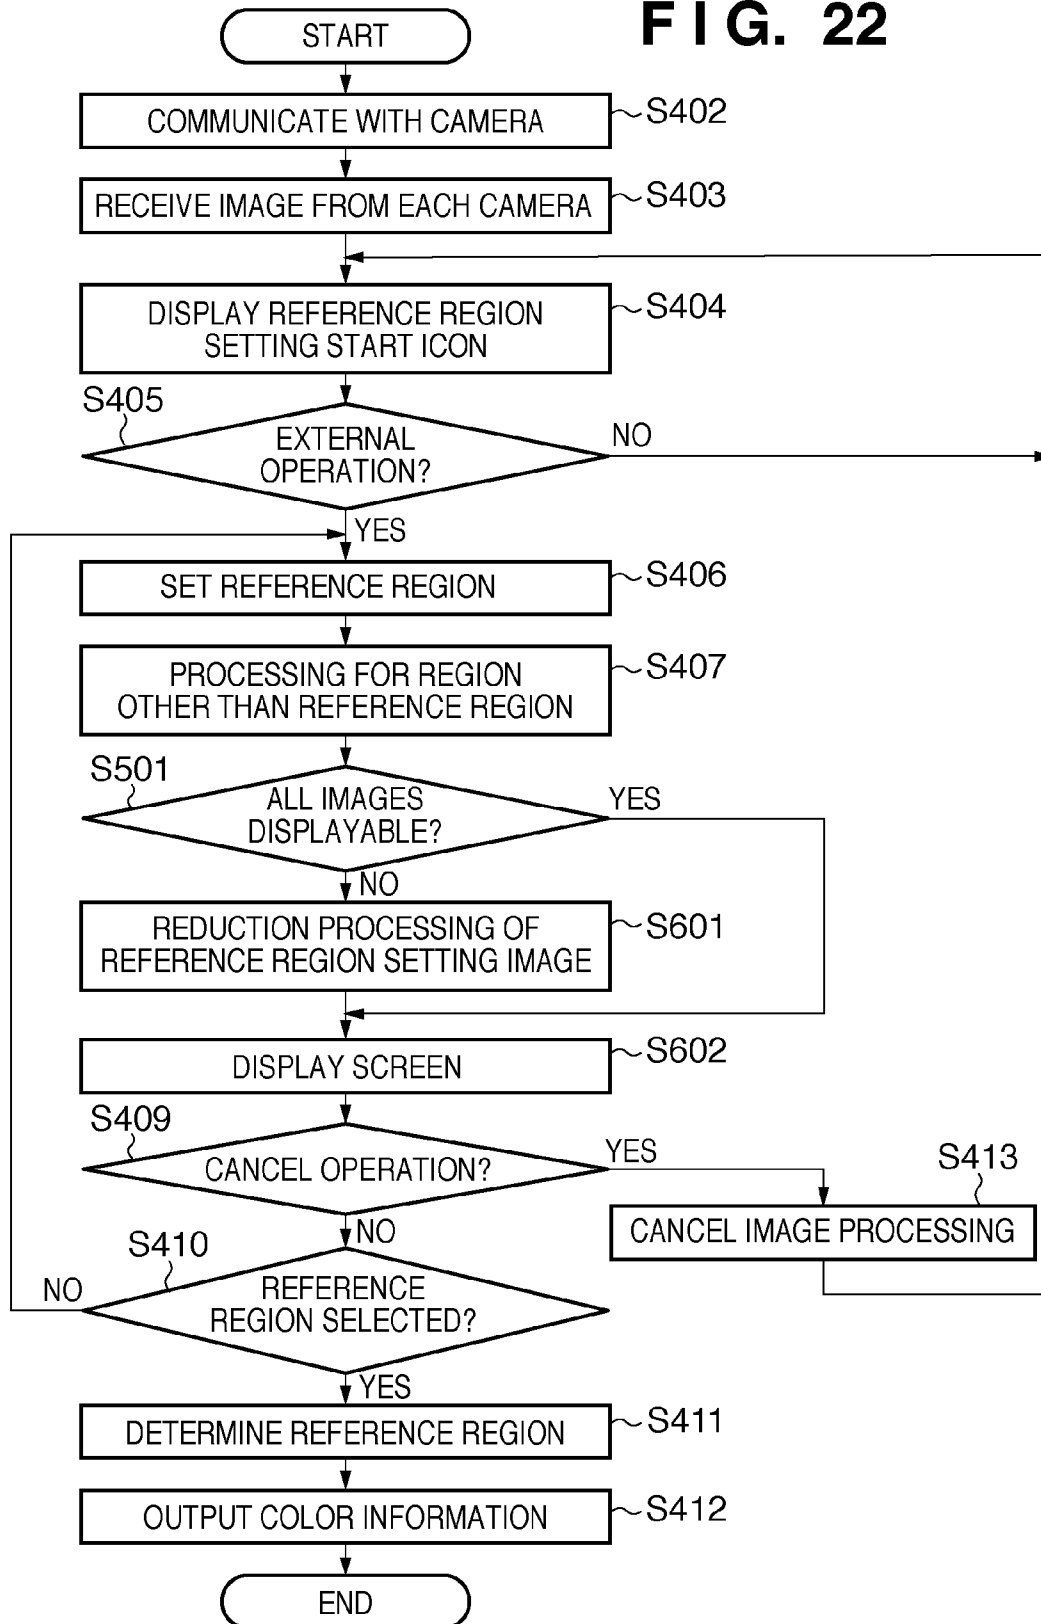 FIG. 22
START
COMMUNICATE WITH CAMERA
S402
RECEIVE IMAGE FROM EACH CAMERA
S403
DISPLAY REFERENCE REGION
SETTING START ICON
S404
S405
EXTERNAL
OPERATION?
NO
YES
SET REFERENCE REGION
S406
PROCESSING FOR REGION
OTHER THAN REFERENCE REGION
S407
S501
ALL IMAGES
DISPLAYABLE?
YES
NO
REDUCTION PROCESSING OF
REFERENCE REGION SETTING IMAGE
S601
DISPLAY SCREEN
S602
S409
CANCEL OPERATION?
YES
S413
CANCEL IMAGE PROCESSING
NO
S410
REFERENCE
REGION SELECTED?
NO
YES
DETERMINE REFERENCE REGION
S411
OUTPUT COLOR INFORMATION
S412
END